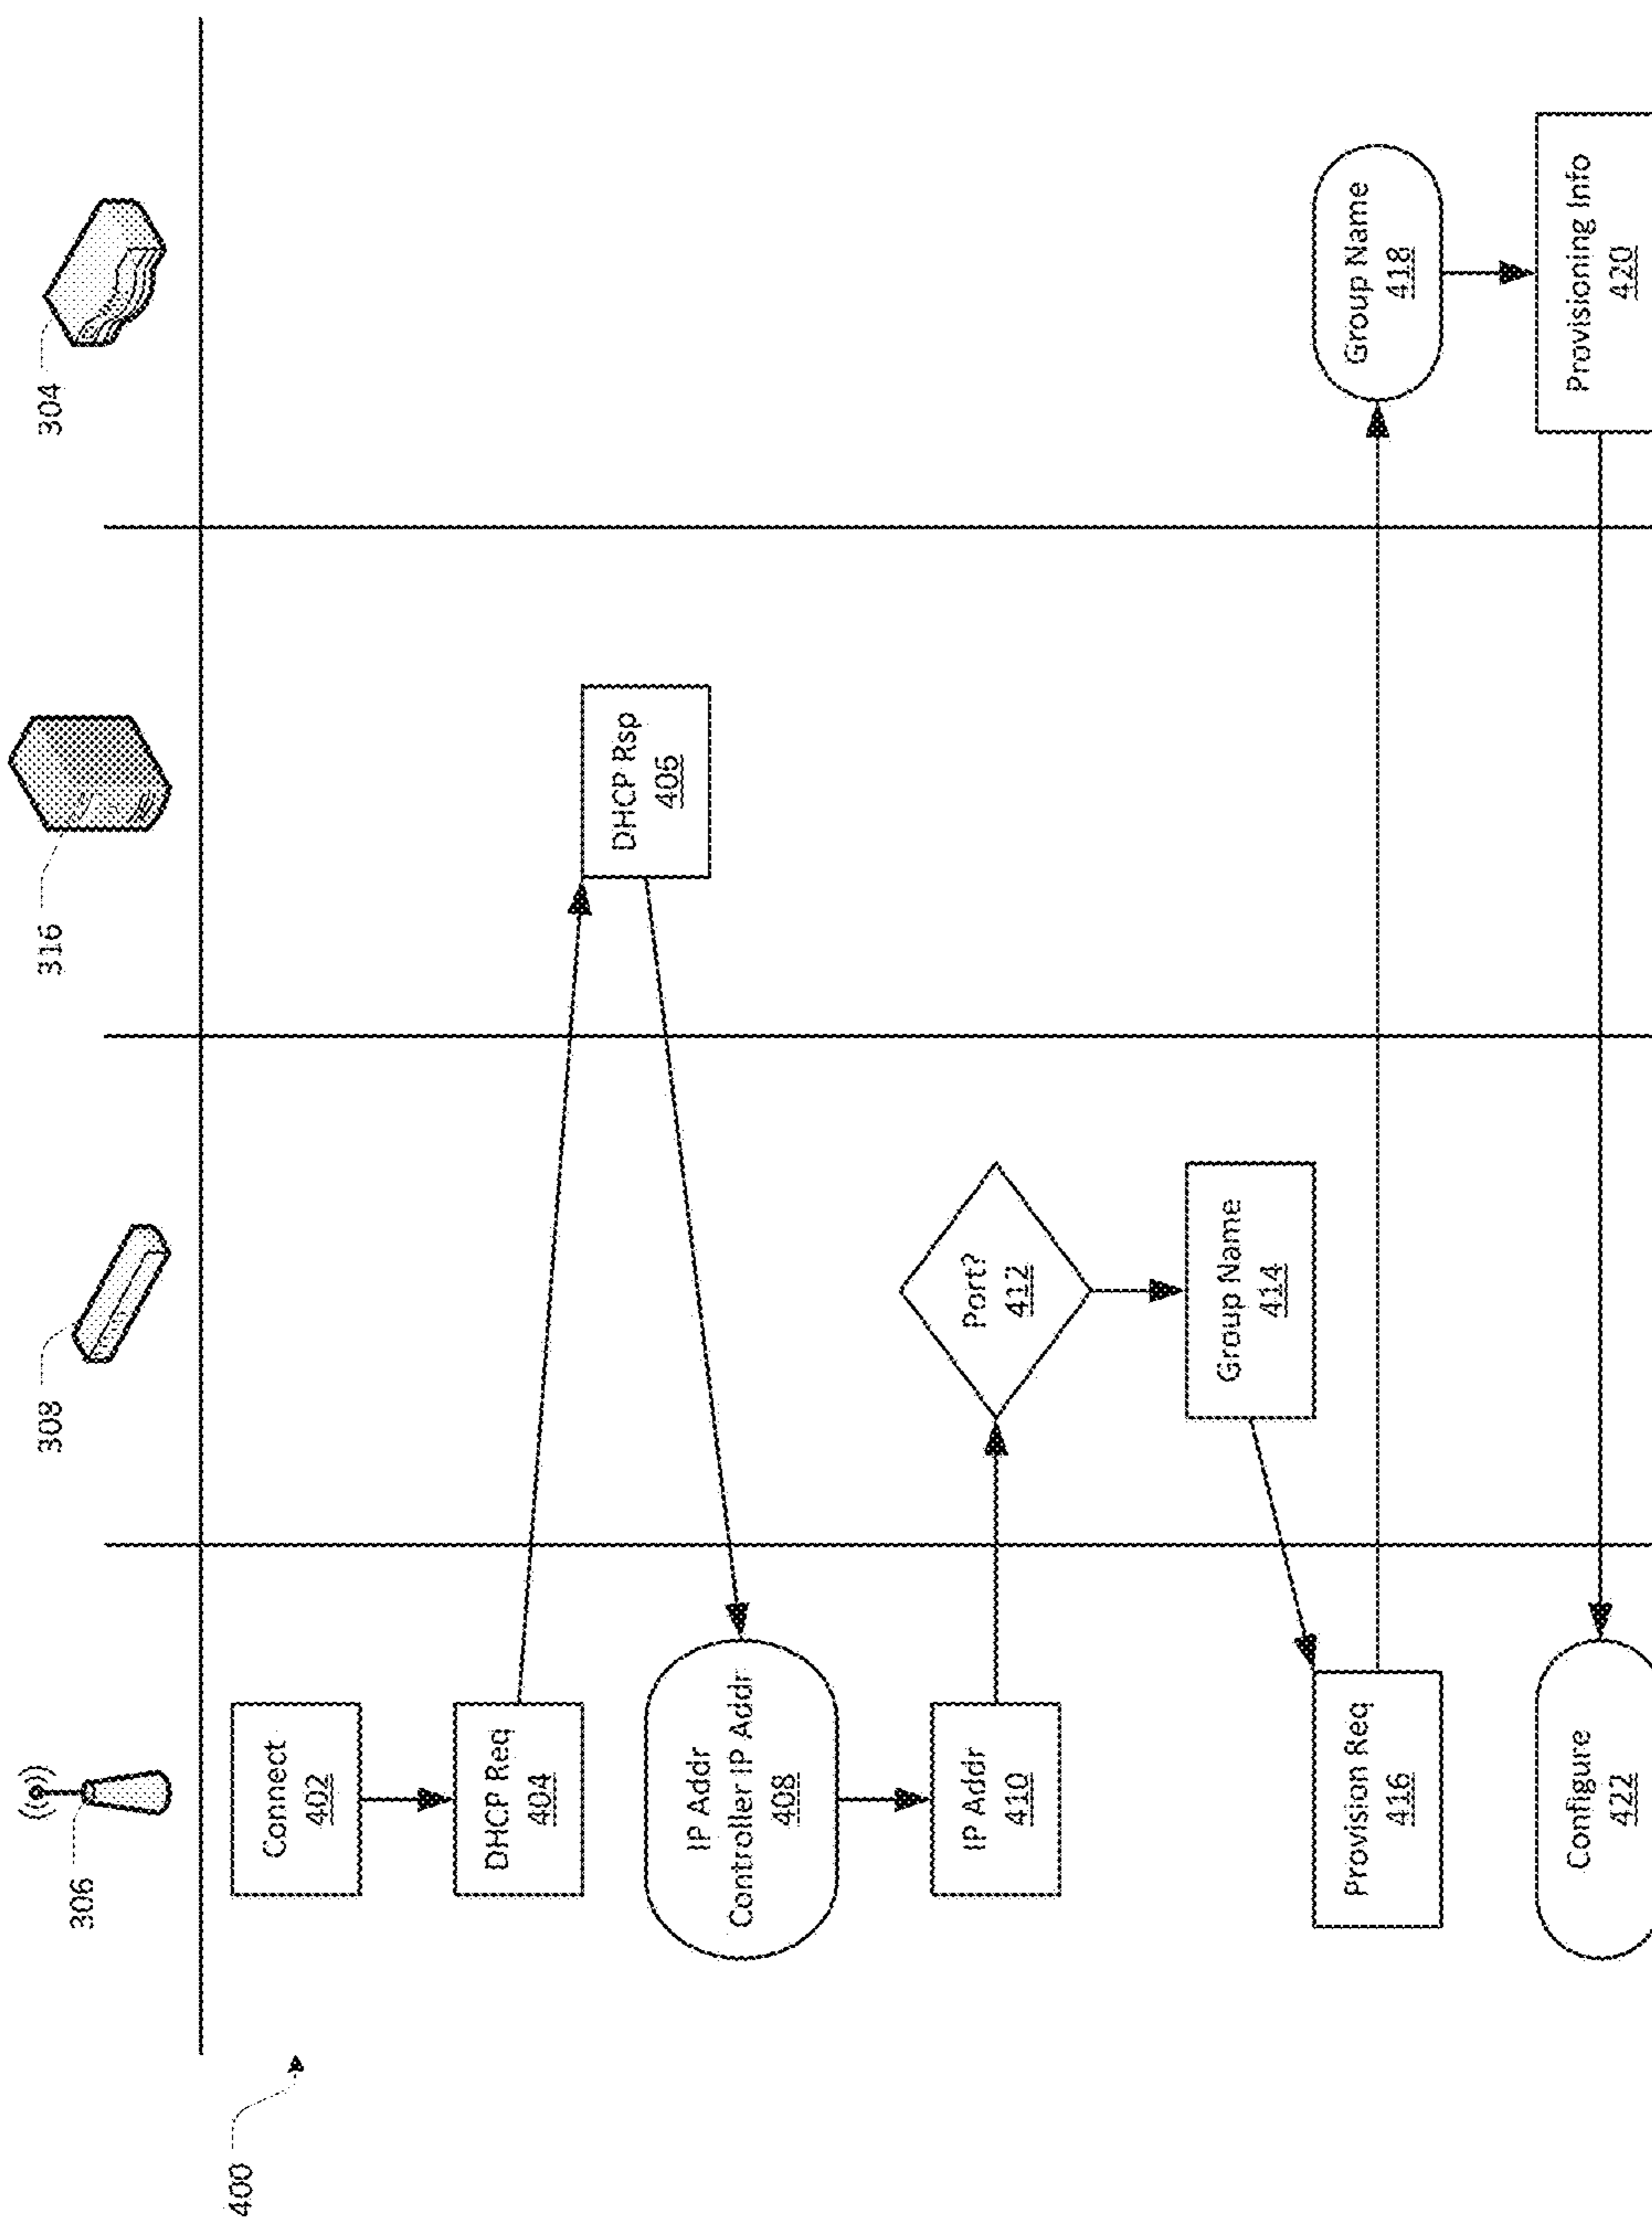 306
308
316
304
400
Connect
402
DHCP Req
404
DHCP Rsp
406
IP Addr
Controller IP Addr
408
IP Addr
410
Port?
412
Group Name
414
Provision Req
416
Group Name
418
Provisioning Info
420
Configure
422